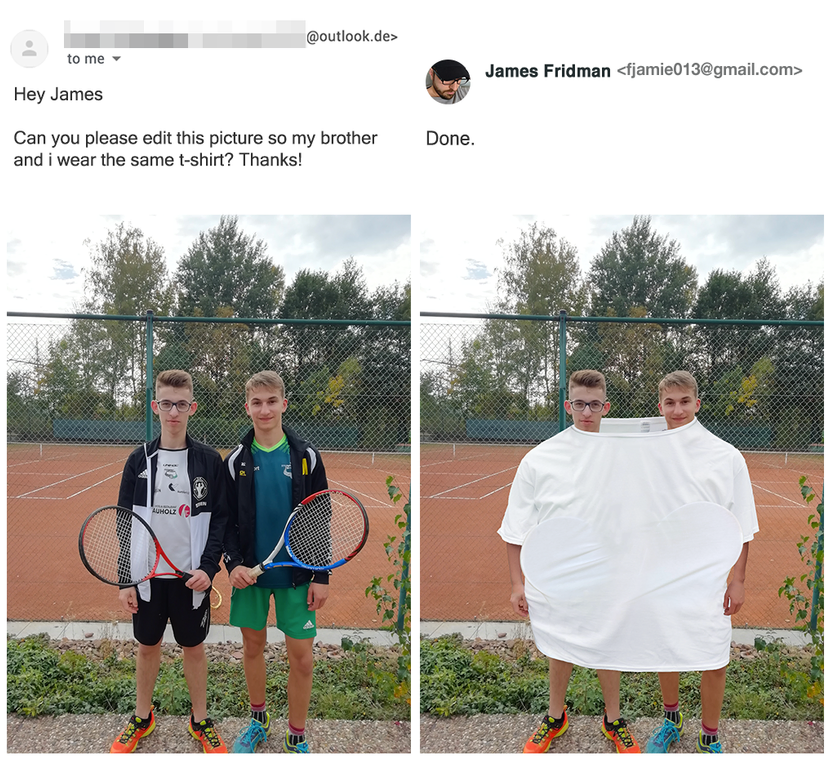 @outlook.de>
to me
Hey James
Can you please edit this picture so my brother
and i wear the same t-shirt? Thanks!
James Fridman <fjamie013@gmail.com>
Done.
AUHOLZ